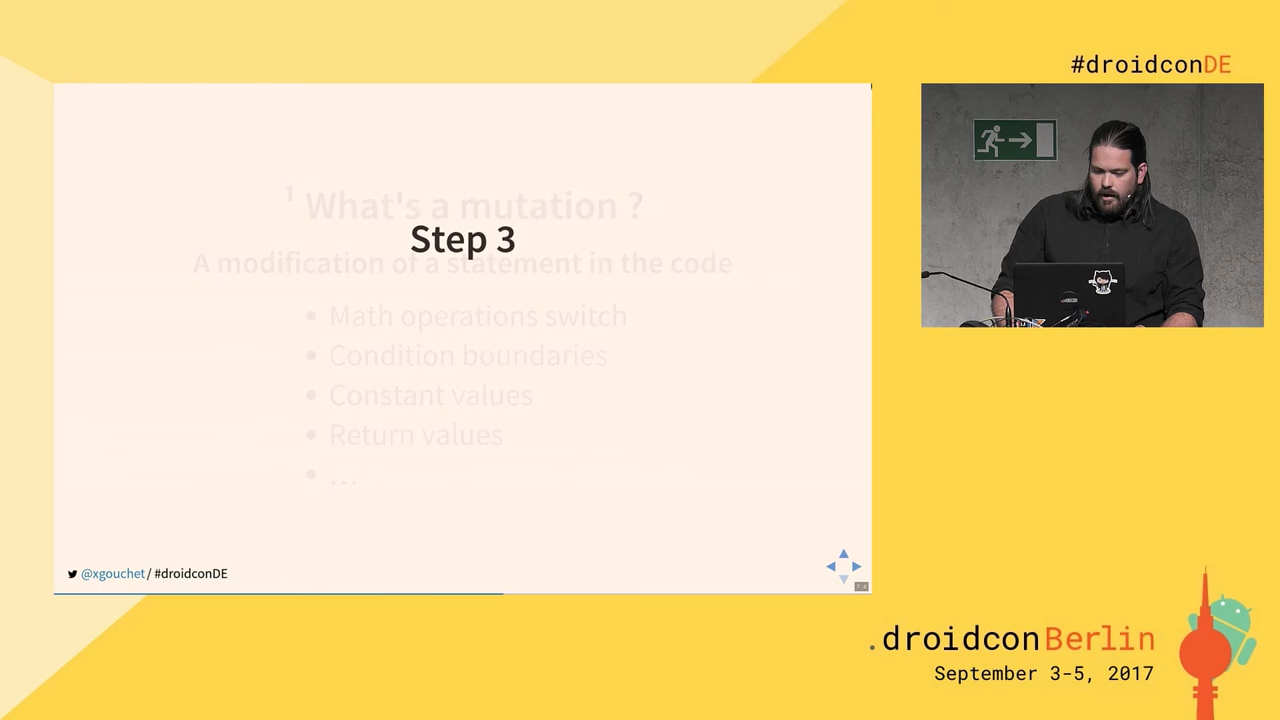 #droidconDE
1 What's a mutation ?
Step 3
A modification of a statement in the code
• Math operations switch
• Condition boundaries
• Constant values
• Return values
• ...
@xgouchet / #droidconDE
.droidconBerlin
September 3-5, 2017